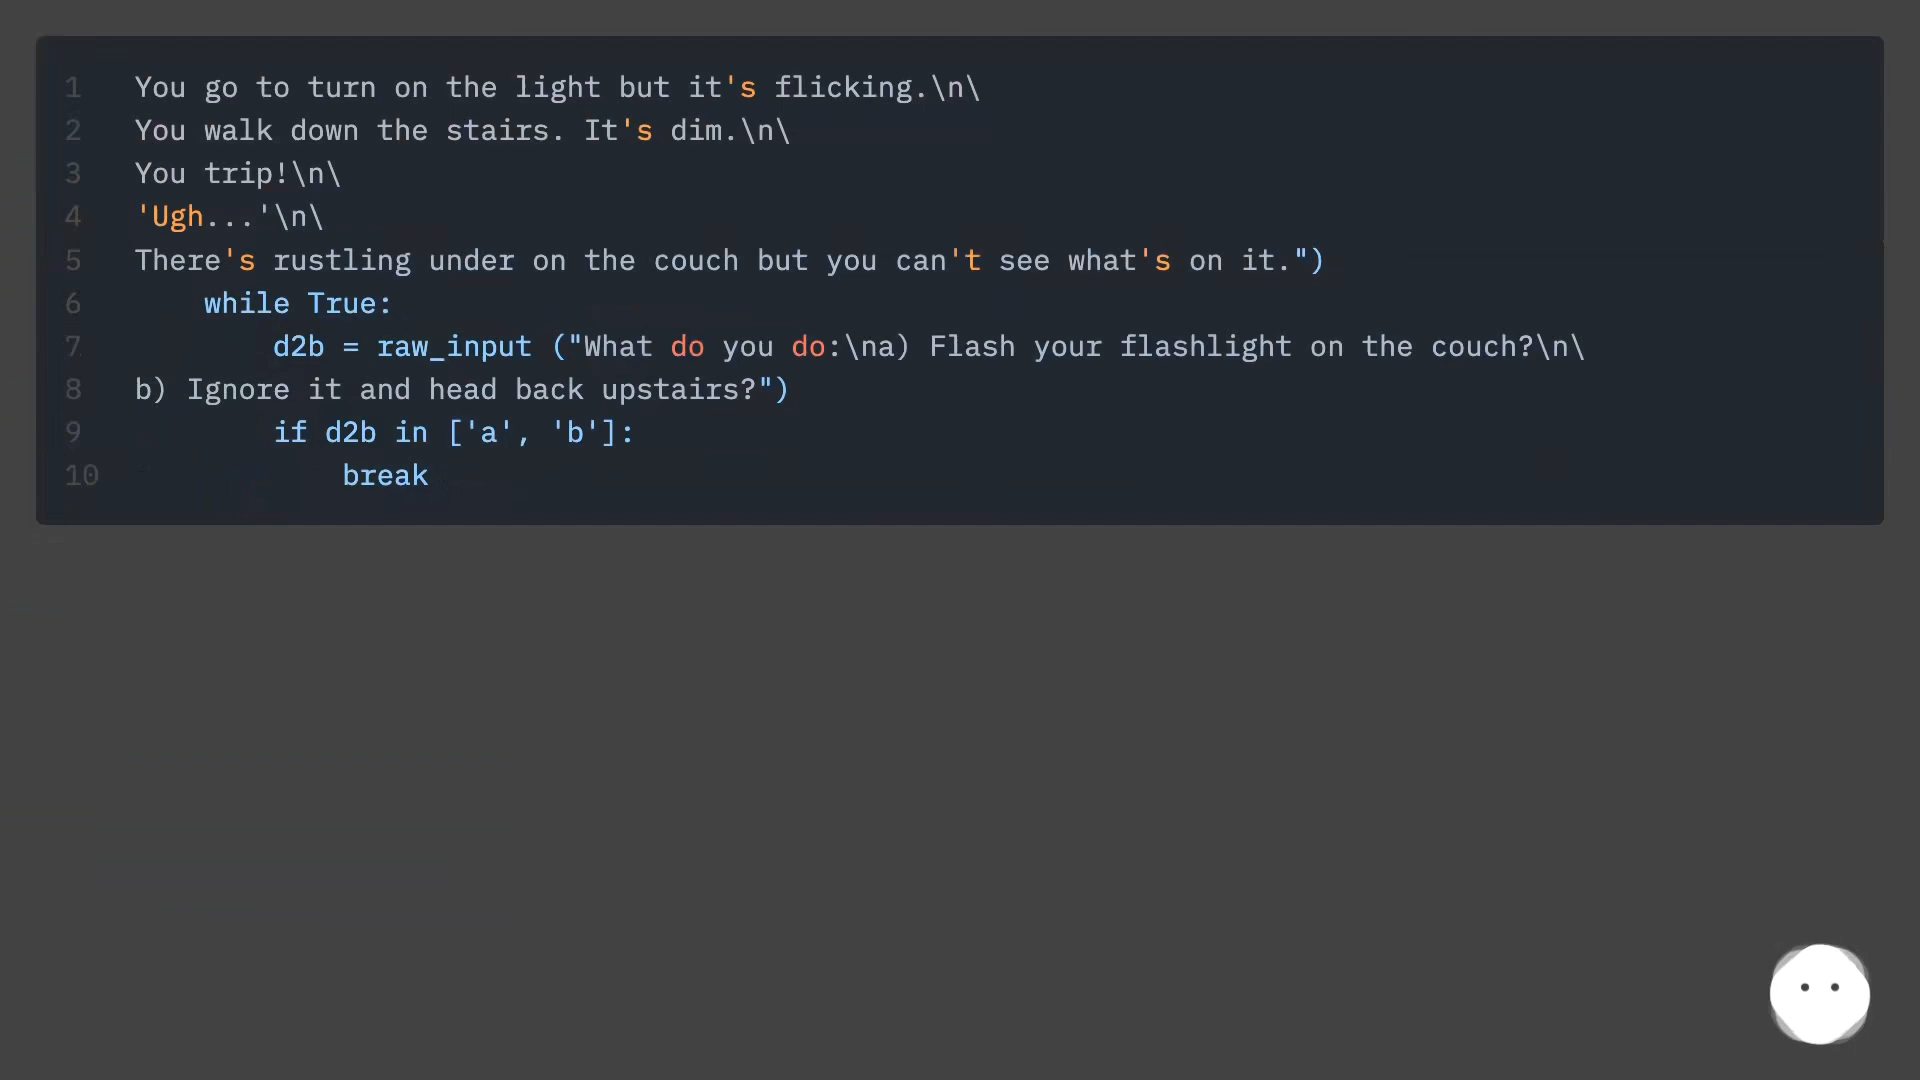 1 You go to turn on the light but it's flicking.\n\
2 You walk down the stairs. It's dim.\n\
3 You trip!\n\
4 'Ugh...'\n\
5 There's rustling under on the couch but you can't see what's on it.")
6     while True:
7         d2b = raw_input ("What do you do:\na) Flash your flashlight on the couch?\n\
8 b) Ignore it and head back upstairs?")
9         if d2b in ['a', 'b']:
10             break